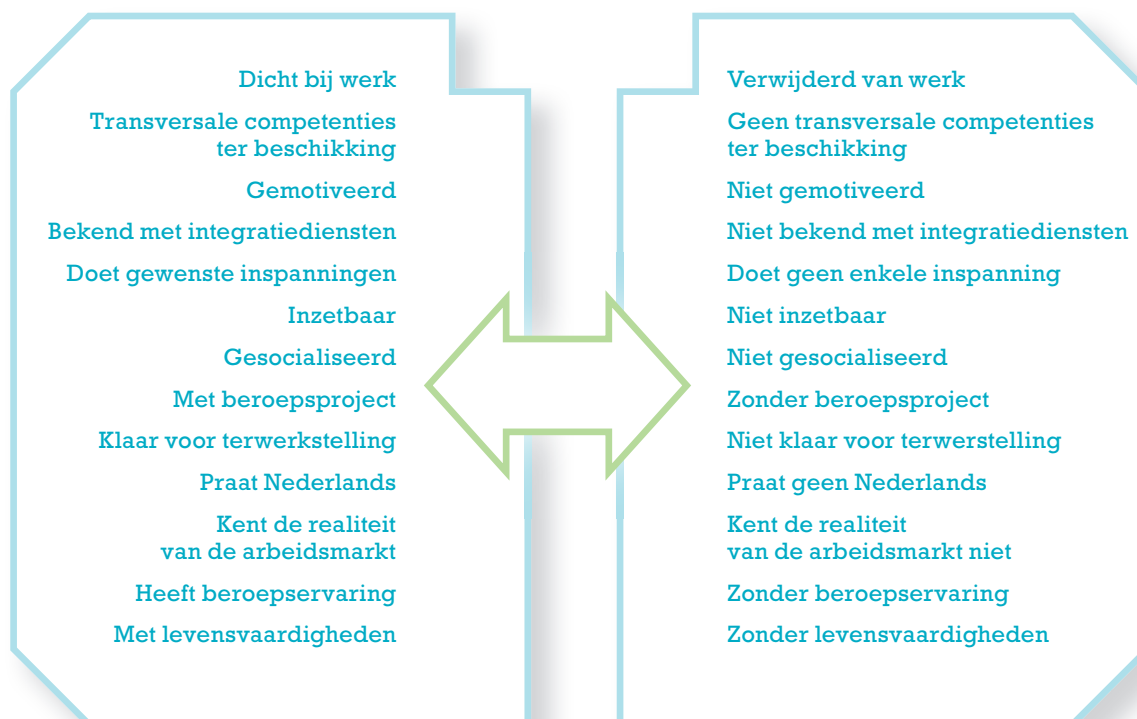 Dicht bij werk
Transversale competenties
ter beschikking
Gemotiveerd
Bekend met integratiediensten
Doet gewenste inspanningen
Inzetbaar
Gesocialiseerd
Met beroepsproject
Klaar voor terwerkstelling
Praat Nederlands
Kent de realiteit
van de arbeidsmarkt
Heeft beroepservaring
Met levensvaardigheden
Verwijderd van werk
Geen transversale competenties
ter beschikking
Niet gemotiveerd
Niet bekend met integratiediensten
Doet geen enkele inspanning
Niet inzetbaar
Niet gesocialiseerd
Zonder beroepsproject
Niet klaar voor terwerstelling
Praat geen Nederlands
Kent de realiteit
van de arbeidsmarkt niet
Zonder beroepservaring
Zonder levensvaardigheden